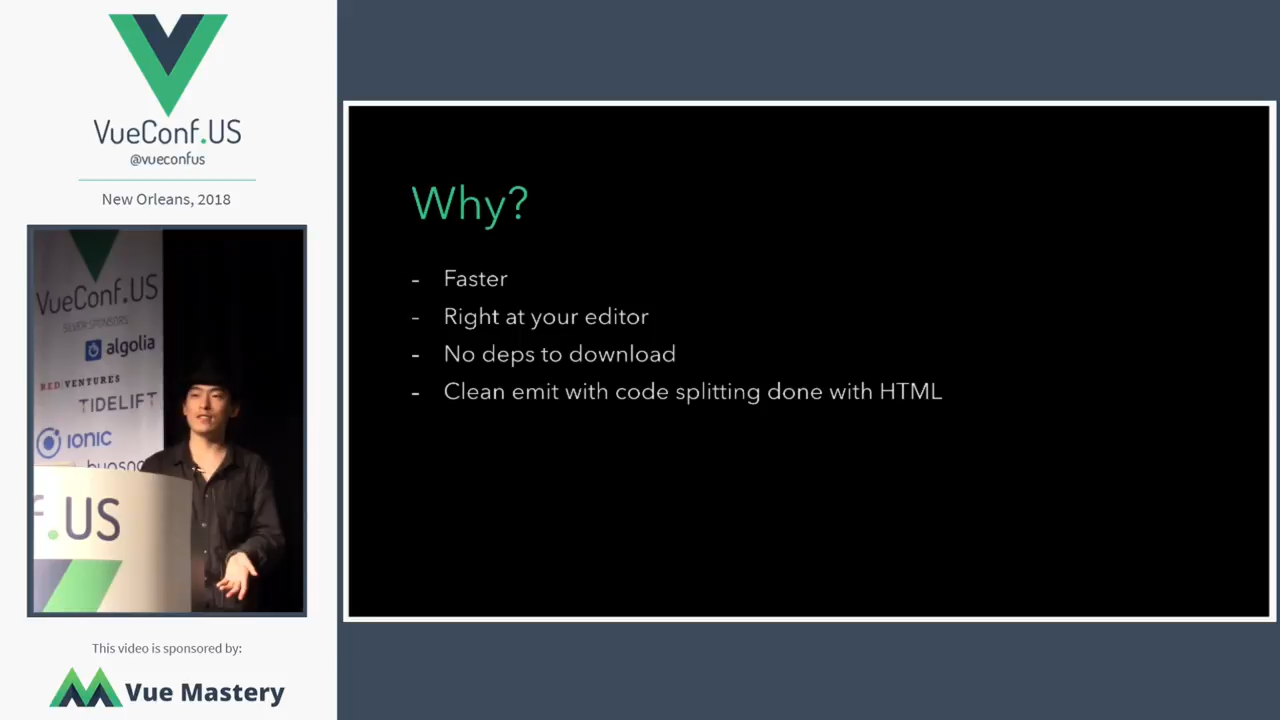 VueConf.US
@vueconfus
New Orleans, 2018
VueConf.US
SILVER SPONSORS
algolia
RED VENTURES
TIDELIFT
IONIC
f.US
This video is sponsored by:
Vue Mastery
Why?
- Faster
- Right at your editor
- No deps to download
- Clean emit with code splitting done with HTML